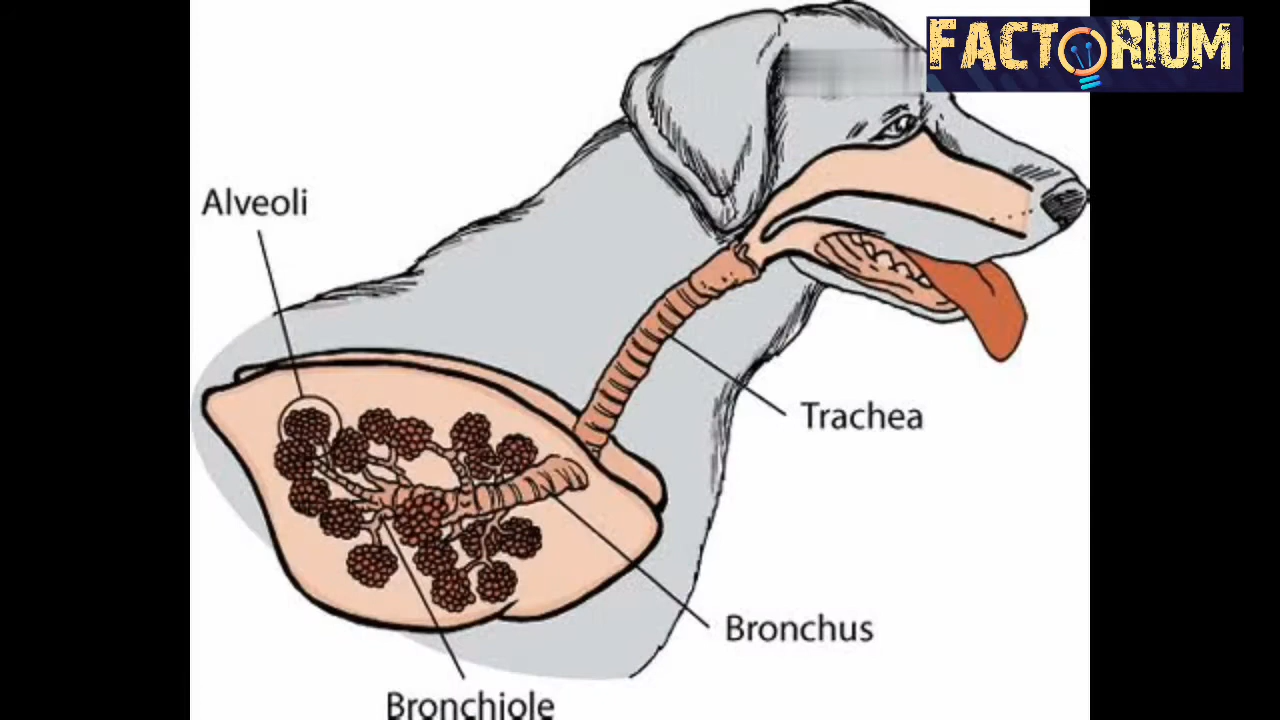 FACTORIUM
Alveoli
Trachea
Bronchus
Bronchiole